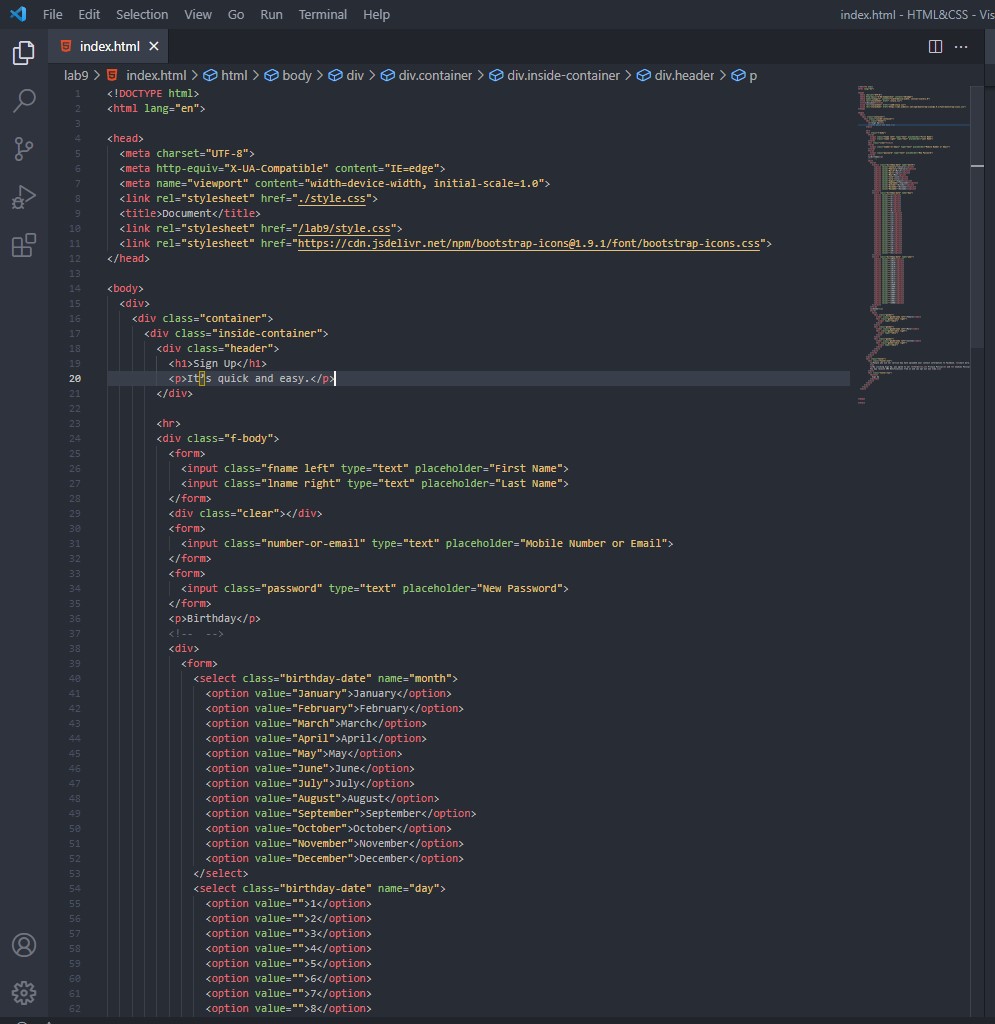 File Edit Selection View Go Run Terminal Help index.html - HTML&CSS - Vis
index.html
lab9 > index.html > html > body > div > div.container > div.inside-container > div.header > p
1 <!DOCTYPE html>
2 <html lang="en">
3
4 <head>
5 <meta charset="UTF-8">
6 <meta http-equiv="X-UA-Compatible" content="IE=edge">
7 <meta name="viewport" content="width=device-width, initial-scale=1.0">
8 <link rel="stylesheet" href="./style.css">
9 <title>Document</title>
10 <link rel="stylesheet" href="/lab9/style.css">
11 <link rel="stylesheet" href="https://cdn.jsdelivr.net/npm/bootstrap-icons@1.9.1/font/bootstrap-icons.css">
12 </head>
13
14 <body>
15 <div>
16 <div class="container">
17 <div class="inside-container">
18 <div class="header">
19 <h1>Sign Up</h1>
20 <p>It’s quick and easy.</p>
21 </div>
22
23 <hr>
24 <div class="f-body">
25 <form>
26 <input class="fname left" type="text" placeholder="First Name">
27 <input class="lname right" type="text" placeholder="Last Name">
28 </form>
29 <div class="clear"></div>
30 <form>
31 <input class="number-or-email" type="text" placeholder="Mobile Number or Email">
32 </form>
33 <form>
34 <input class="password" type="text" placeholder="New Password">
35 </form>
36 <p>Birthday</p>
37 <!-- -->
38 <div>
39 <form>
40 <select class="birthday-date" name="month">
41 <option value="January">January</option>
42 <option value="February">February</option>
43 <option value="March">March</option>
44 <option value="April">April</option>
45 <option value="May">May</option>
46 <option value="June">June</option>
47 <option value="July">July</option>
48 <option value="August">August</option>
49 <option value="September">September</option>
50 <option value="October">October</option>
51 <option value="November">November</option>
52 <option value="December">December</option>
53 </select>
54 <select class="birthday-date" name="day">
55 <option value="">1</option>
56 <option value="">2</option>
57 <option value="">3</option>
58 <option value="">4</option>
59 <option value="">5</option>
60 <option value="">6</option>
61 <option value="">7</option>
62 <option value="">8</option>